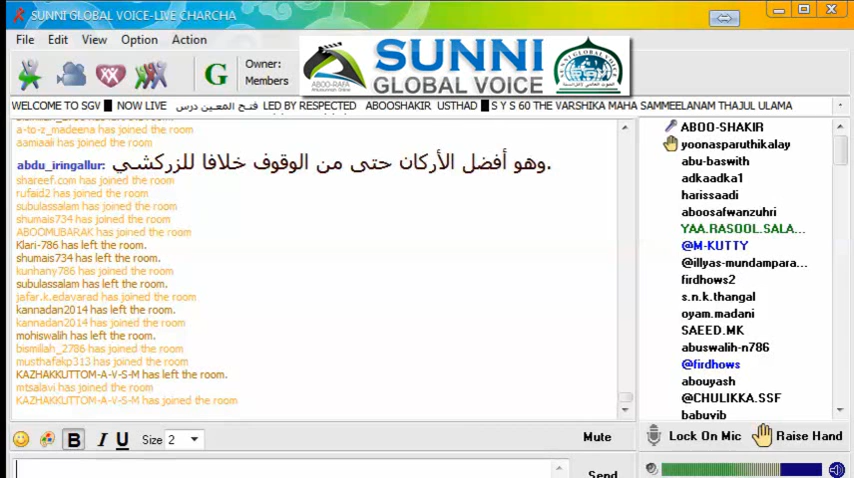 SUNNI GLOBAL VOICE-LIVE CHARCHA
File Edit View Option Action
G Owner:
Members
ABOO-RAFA
SUNNI
GLOBAL VOICE
WELCOME TO SGV █ NOW LIVE فتح المعين درس LED BY RESPECTED ABOOSHAKIR USTHAD █ S Y S 60 THE VARSHIKA MAHA SAMMEELANAM THAJUL ULAMA
a-to-z_madeena has joined the room
aamiaali has joined the room
abdu_iringallur: وهو أفضل الأركان حتى من الوقوف خلافا للزركشي.
shareef.com has joined the room
rufaid2 has joined the room
subulassalam has joined the room
shumais734 has joined the room
ABOOMUBARAK has joined the room
Klari-786 has left the room.
shumais734 has left the room.
kunhany786 has joined the room
subulassalam has left the room.
jafar.k.edavarad has joined the room
kannadan2014 has left the room.
kannadan2014 has joined the room
mohiswalih has left the room.
bismillah_2786 has joined the room
musthafakp313 has joined the room
KAZHAKKUTTOM-A-V-S-M has left the room.
mtsalavi has joined the room
KAZHAKKUTTOM-A-V-S-M has joined the room
ABOO-SHAKIR
yoonasparuthikalay
abu-baswith
adkaadka1
harissaadi
aboosafwanzuhri
YAA.RASOOL.SALA...
@M-KUTTY
@illyas-mundampara...
firdhows2
s.n.k.thangal
oyam.madani
SAEED.MK
abuswalih-n786
@firdhows
abouyash
@CHULIKKA.SSF
babuvib
B I U Size 2 Mute
Lock On Mic Raise Hand
Send